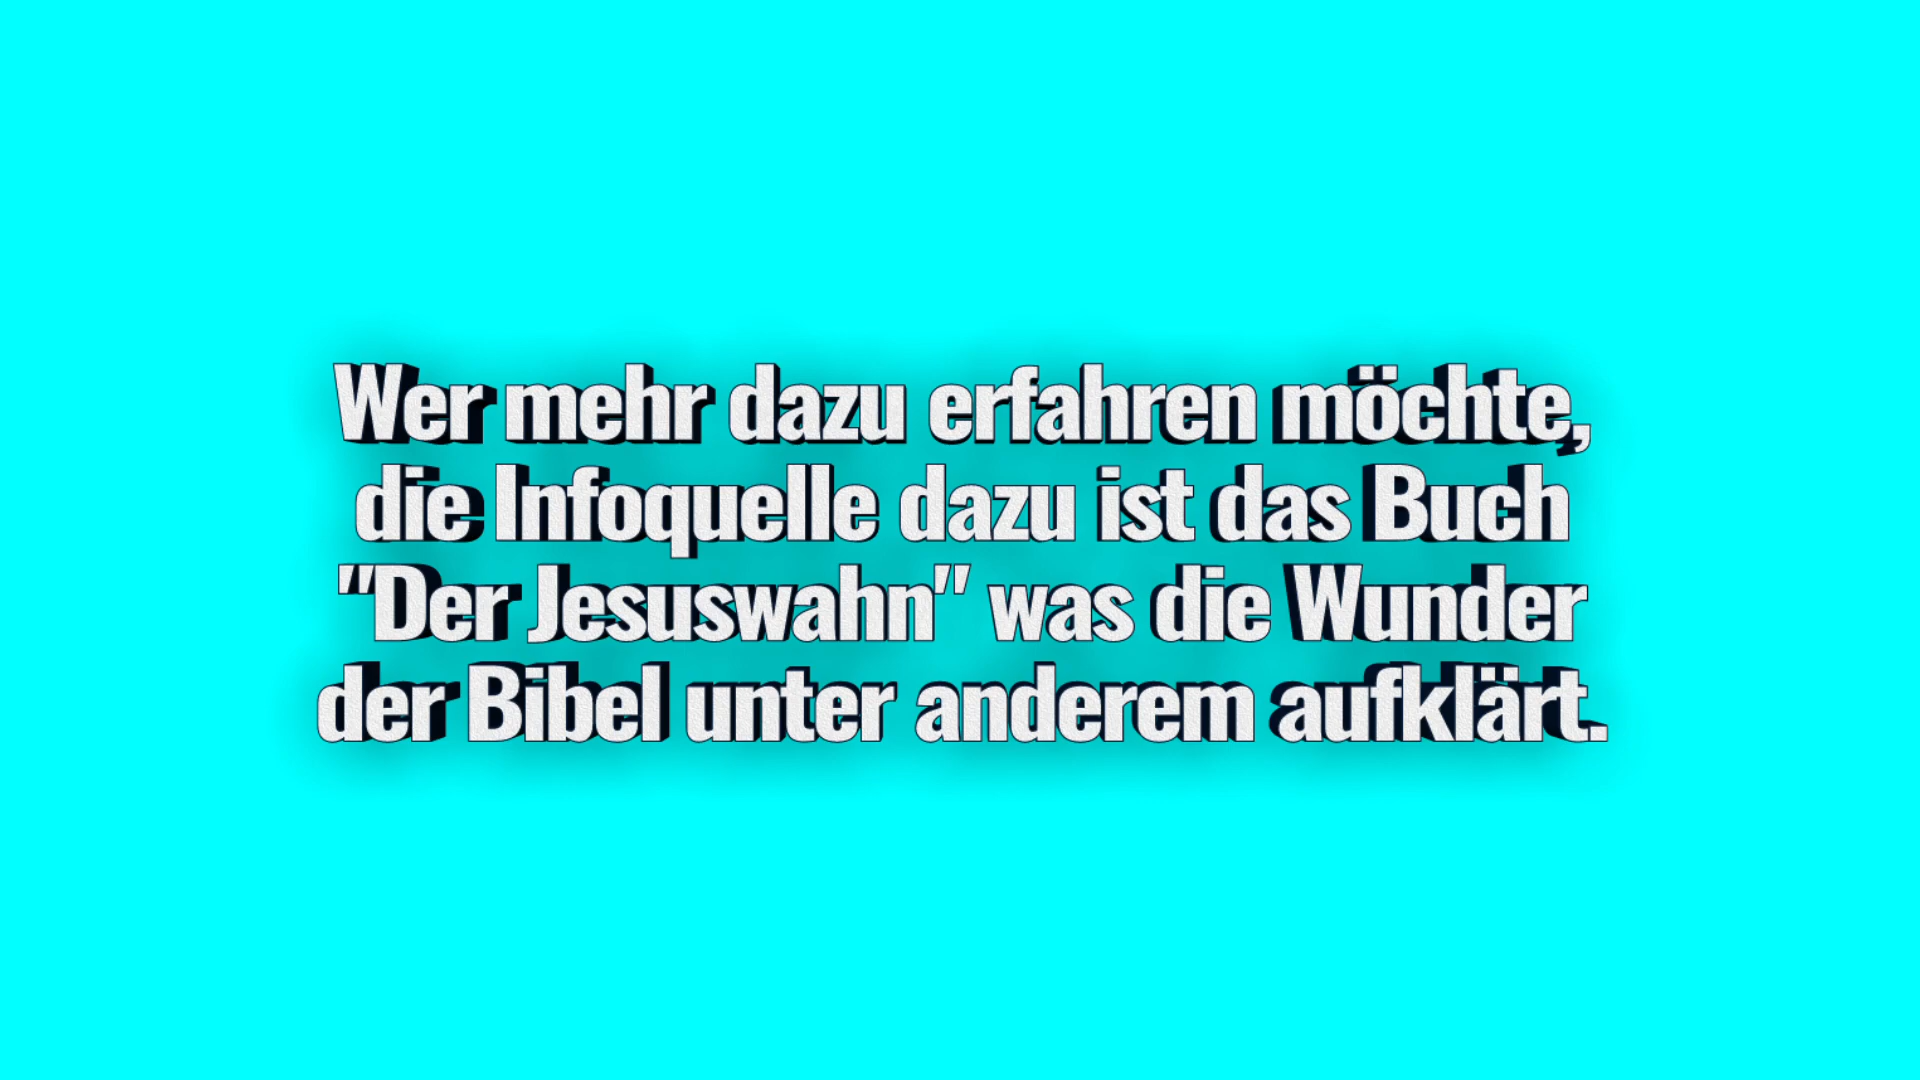 Wer mehr dazu erfahren möchte,
die Infoquelle dazu ist das Buch
"Der Jesuswahn" was die Wunder
der Bibel unter anderem aufklärt.